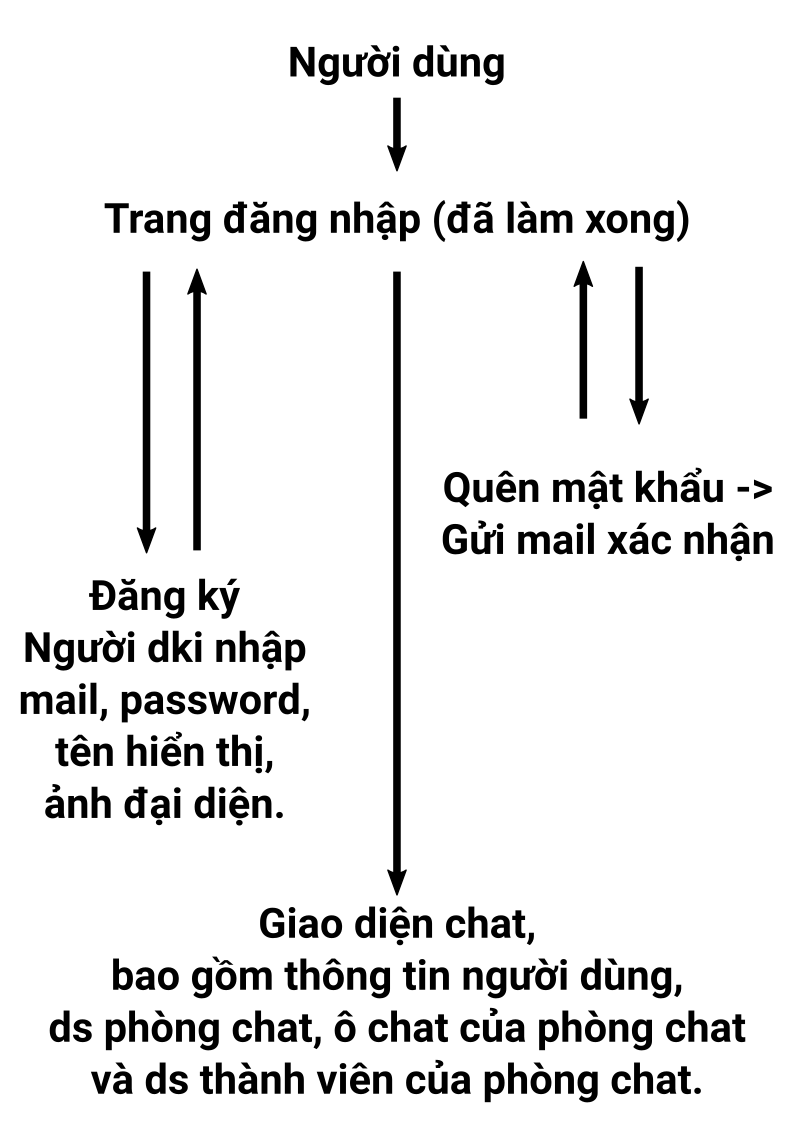 Người dùng
Trang đăng nhập (đã làm xong)
Quên mật khẩu ->
Gửi mail xác nhận
Đăng ký
Người dki nhập
mail, password,
tên hiển thị,
ảnh đại diện.
Giao diện chat,
bao gồm thông tin người dùng,
ds phòng chat, ô chat của phòng chat
và ds thành viên của phòng chat.